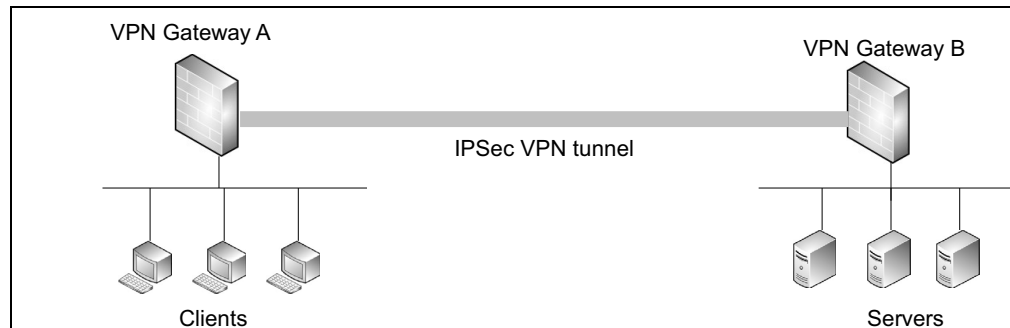 VPN Gateway A
VPN Gateway B
IPSec VPN tunnel
Clients
Servers